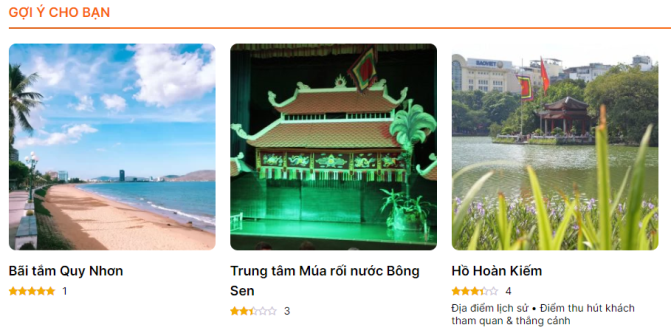 GỢI Ý CHO BẠN
BAOVIET
Bãi tắm Quy Nhơn
1
Trung tâm Múa rối nước Bông
Sen
3
Hồ Hoàn Kiếm
4
Địa điểm lịch sử • Điểm thu hút khách
tham quan & thắng cảnh